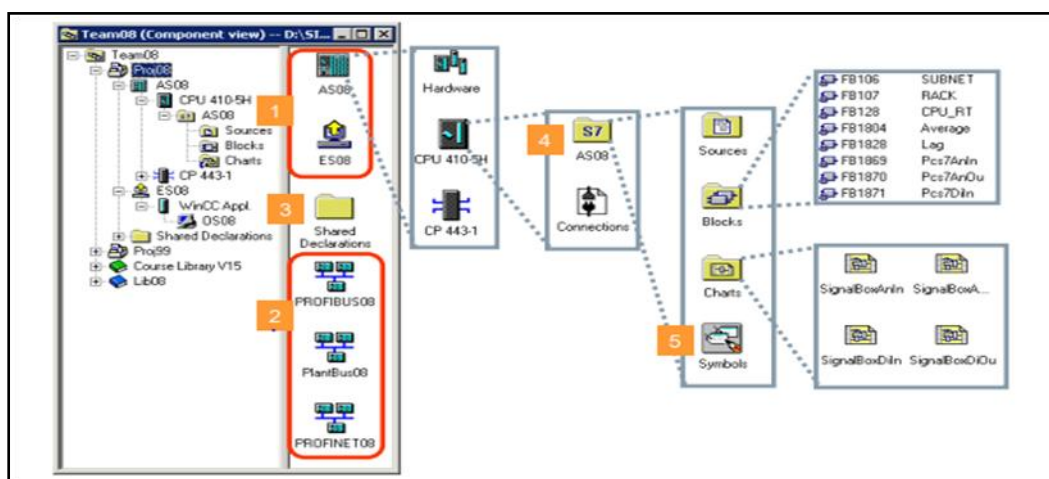 Team08 (Component view) -- D:\SI...
Team08
Proj08
AS08
CPU 410-5H
AS08
Sources
Blocks
Charts
CP 443-1
ES08
WinCC Appl.
OS08
Shared Declarations
Proj99
Course Library V15
Lib08
1
AS08
ES08
3
Shared
Declarations
2
PROFIBUS08
PlantBus08
PROFINET08
Hardware
CPU 410-5H
CP 443-1
4
S7
AS08
Connections
Sources
Blocks
Charts
5
Symbols
FB106 SUBNET
FB107 RACK
FB128 CPU_RT
FB1804 Average
FB1828 Lag
FB1869 Pcs7AnIn
FB1870 Pcs7AnOu
FB1871 Pcs7DiIn
SignalBoxAnIn SignalBoxA...
SignalBoxDiIn SignalBoxDiOu